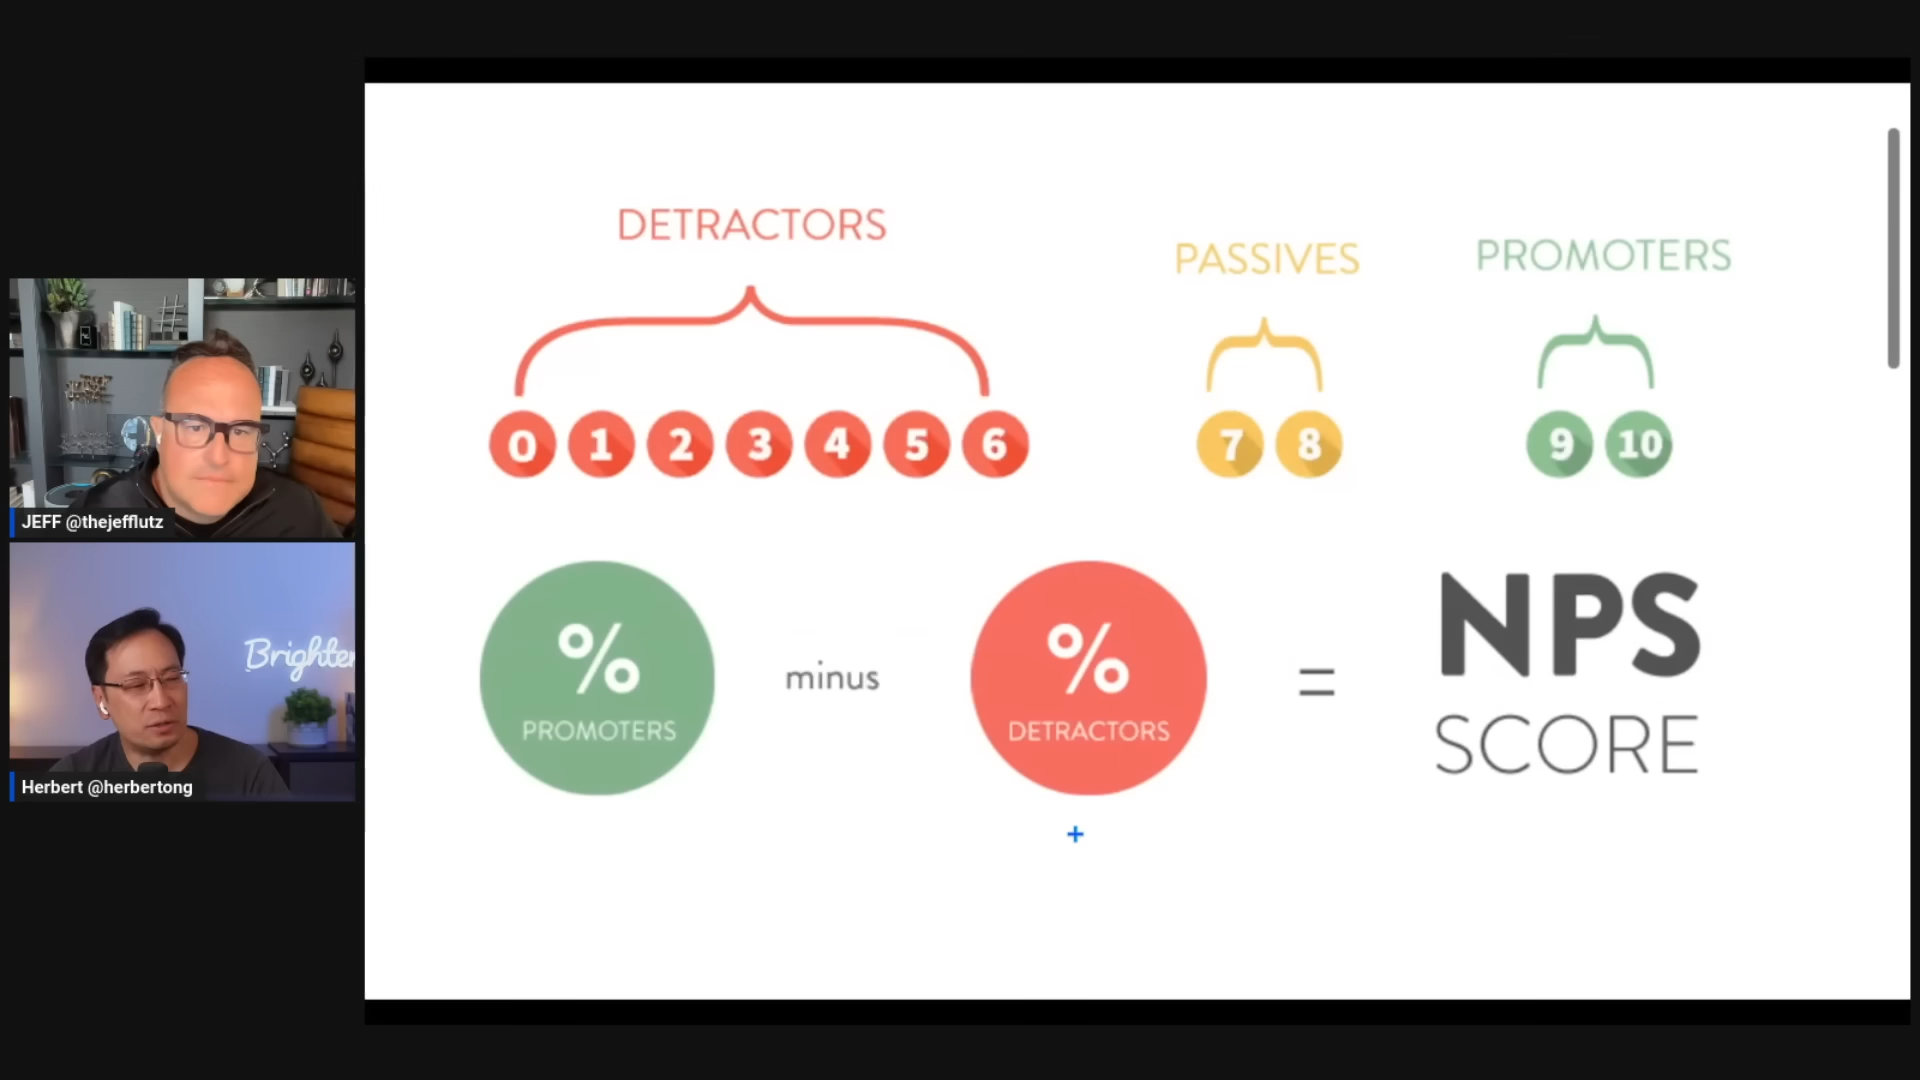 DETRACTORS
PASSIVES
PROMOTERS
0 1 2 3 4 5 6
7 8
9 10
%
PROMOTERS
minus
%
DETRACTORS
=
NPS
SCORE
+
JEFF @thejefflutz
Brighte
Herbert @herbertong